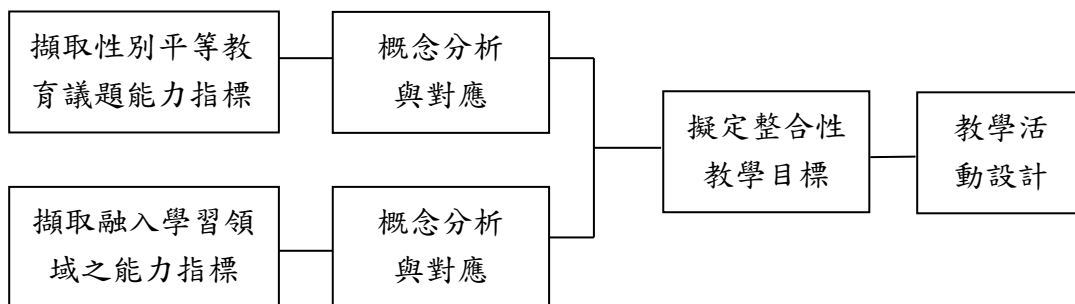 擷取性別平等教
育議題能力指標
概念分析
與對應
擷取融入學習領
域之能力指標
概念分析
與對應
擬定整合性
教學目標
教學活
動設計